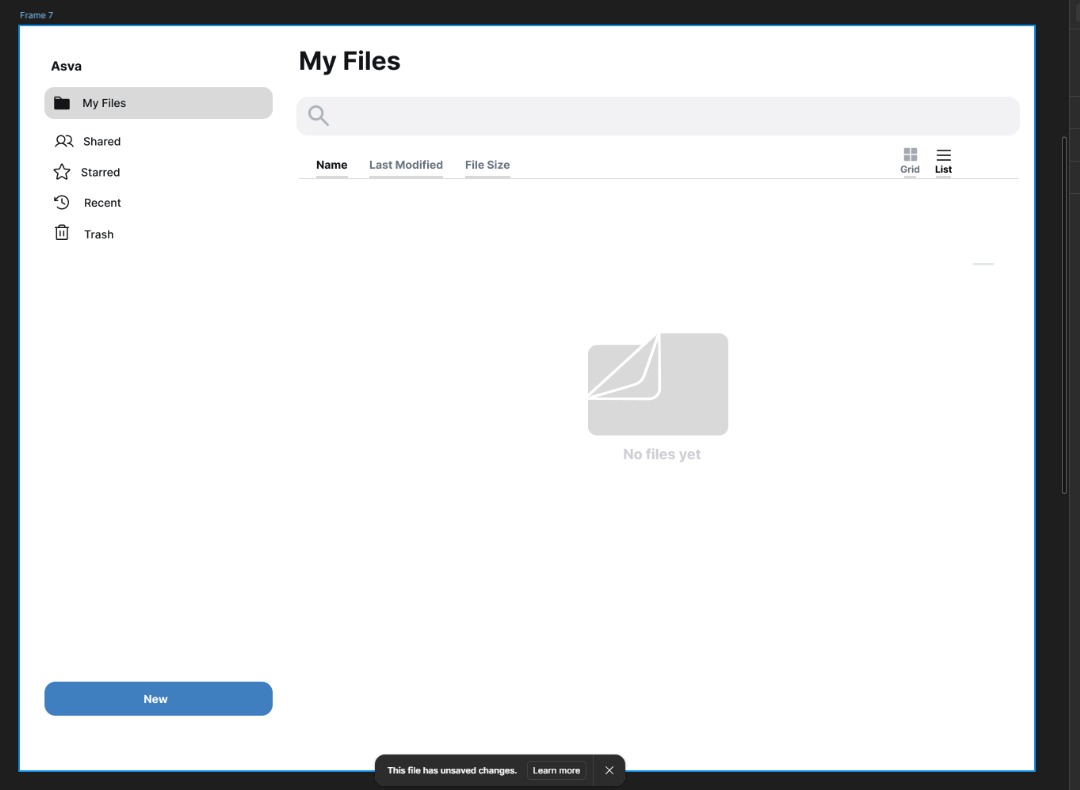 Frame 7
Asva
My Files
Shared
Starred
Recent
Trash
New
My Files
Name Last Modified File Size Grid List
No files yet
This file has unsaved changes. Learn more